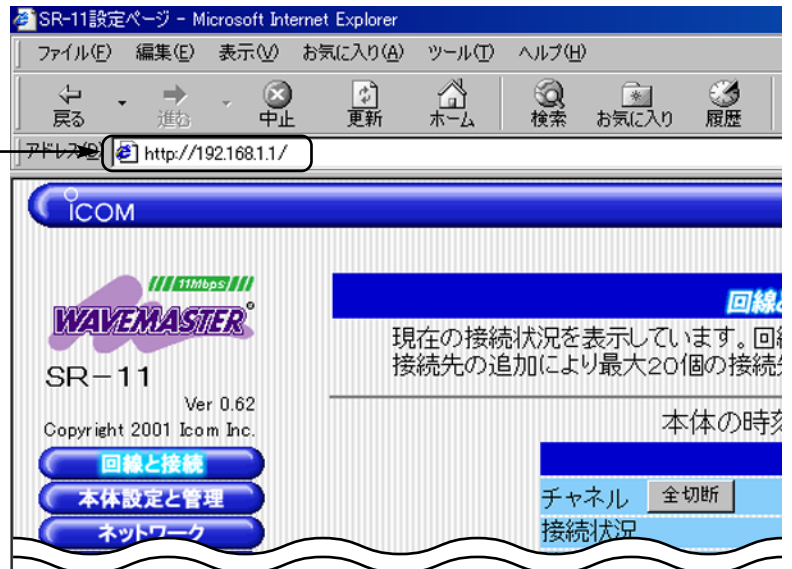 SR-11設定ページ - Microsoft Internet Explorer
ファイル(F) 編集(E) 表示(V) お気に入り(A) ツール(T) ヘルプ(H)
戻る 進む 中止 更新 ホーム 検索 お気に入り 履歴
アドレス(D) http://192.168.1.1/
ICOM
11Mbps
WAVEMASTER®
SR-11
Ver 0.62
Copyright 2001 Icom Inc.
回線と接続
本体設定と管理
ネットワーク
回線
現在の接続状況を表示しています。回
接続先の追加により最大20個の接続
本体の時
チャネル 全切断
接続状況